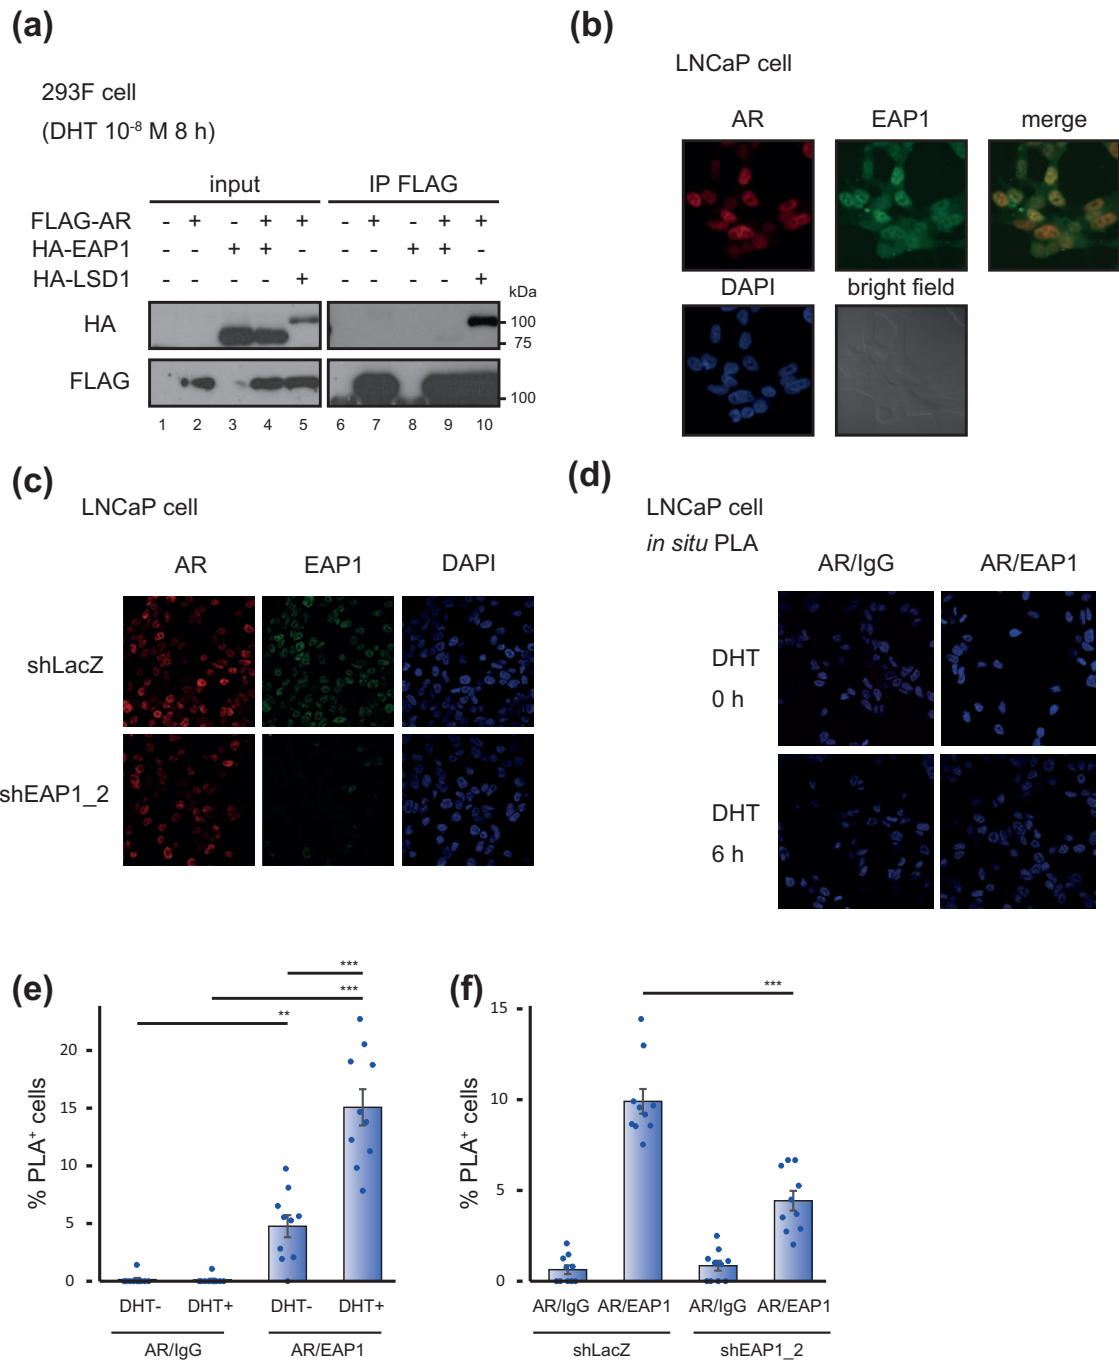 (a)
293F cell
(DHT 10⁻⁸ M 8 h)
input IP FLAG
FLAG-AR - + - + + - + - + +
HA-EAP1 - - + + - - - + + -
HA-LSD1 - - - - + - - - - +
kDa
HA 100
75
FLAG
100
1 2 3 4 5 6 7 8 9 10
(b)
LNCaP cell
AR EAP1 merge
DAPI bright field
(c)
LNCaP cell
AR EAP1 DAPI
shLacZ
shEAP1_2
(d)
LNCaP cell
in situ PLA
AR/IgG AR/EAP1
DHT
0 h
DHT
6 h
(e)
***
***
**
% PLA⁺ cells
20
15
10
5
0
DHT- DHT+ DHT- DHT+
AR/IgG AR/EAP1
(f)
***
% PLA⁺ cells
15
10
5
0
AR/IgG AR/EAP1 AR/IgG AR/EAP1
shLacZ shEAP1_2